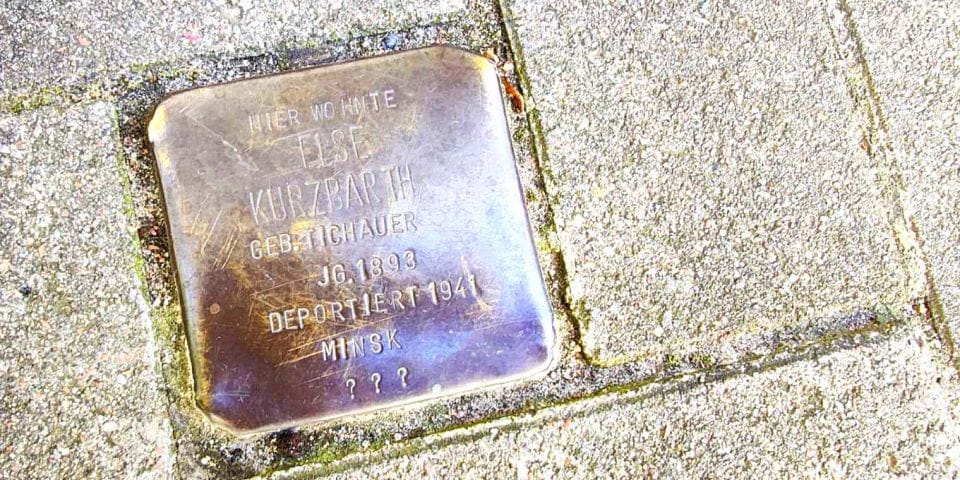 HIER WOHNTE
ELSE
KURZBARTH
GEB. TICHAUER
JG. 1893
DEPORTIERT 1941
MINSK
???